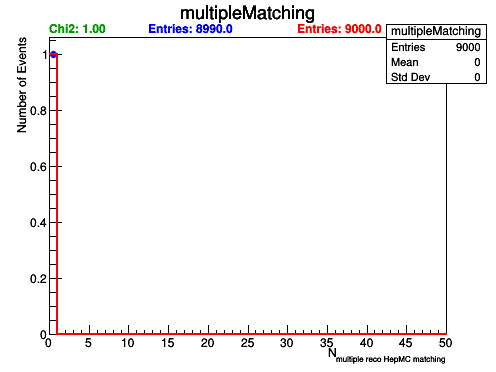 multipleMatching
Chi2: 1.00 Entries: 8990.0 Entries: 9000.0
multipleMatching
Entries 9000
Mean 0
Std Dev 0
Number of Events
1
0.8
0.6
0.4
0.2
0
0 5 10 15 20 25 30 35 40 45 50
N multiple reco HepMC matching